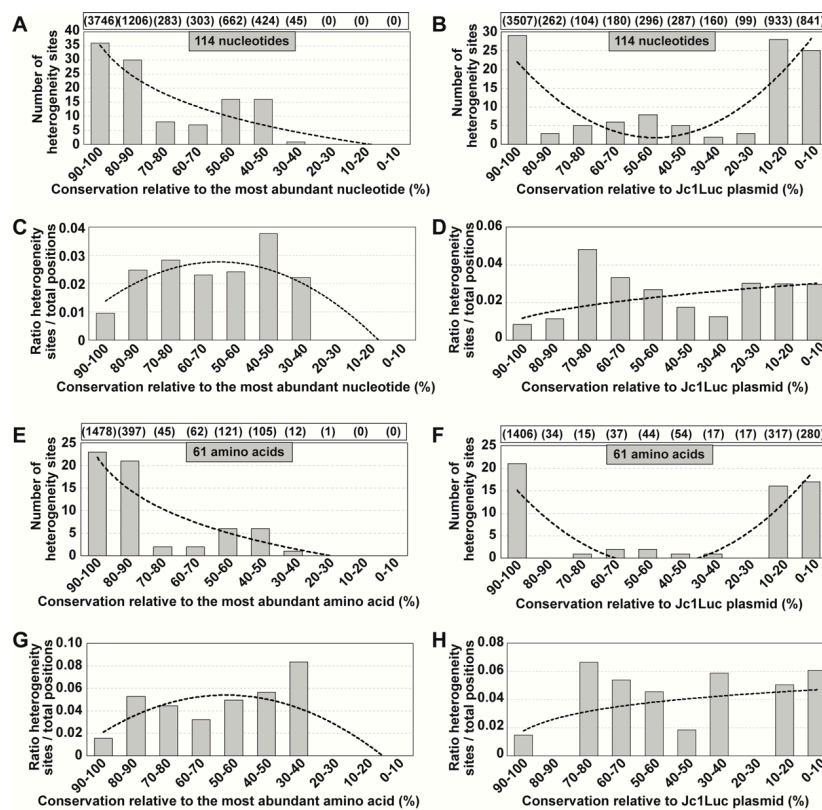 A
(3746) (1206) (283) (303) (662) (424) (45) (0) (0) (0)
114 nucleotides
Number of
heterogeneity sites
40
35
30
25
20
15
10
5
0
90-100 80-90 70-80 60-70 50-60 40-50 30-40 20-30 10-20 0-10
Conservation relative to the most abundant nucleotide (%)
B
(3507) (262) (104) (180) (296) (287) (160) (99) (933) (841)
114 nucleotides
Number of
heterogeneity sites
30
25
20
15
10
5
0
90-100 80-90 70-80 60-70 50-60 40-50 30-40 20-30 10-20 0-10
Conservation relative to Jc1Luc plasmid (%)
C
Ratio heterogeneity
sites / total positions
0.04
0.03
0.02
0.01
0
90-100 80-90 70-80 60-70 50-60 40-50 30-40 20-30 10-20 0-10
Conservation relative to the most abundant nucleotide (%)
D
Ratio heterogeneity
sites / total positions
0.06
0.04
0.02
0
90-100 80-90 70-80 60-70 50-60 40-50 30-40 20-30 10-20 0-10
Conservation relative to Jc1Luc plasmid (%)
E
(1478) (397) (45) (62) (121) (105) (12) (1) (0) (0)
61 amino acids
Number of
heterogeneity sites
25
20
15
10
5
0
90-100 80-90 70-80 60-70 50-60 40-50 30-40 20-30 10-20 0-10
Conservation relative to the most abundant amino acid (%)
F
(1406) (34) (15) (37) (44) (54) (17) (17) (317) (280)
61 amino acids
Number of
heterogeneity sites
25
20
15
10
5
0
90-100 80-90 70-80 60-70 50-60 40-50 30-40 20-30 10-20 0-10
Conservation relative to Jc1Luc plasmid (%)
G
Ratio heterogeneity
sites / total positions
0.10
0.08
0.06
0.04
0.02
0
90-100 80-90 70-80 60-70 50-60 40-50 30-40 20-30 10-20 0-10
Conservation relative to the most abundant amino acid (%)
H
Ratio heterogeneity
sites / total positions
0.08
0.06
0.04
0.02
0
90-100 80-90 70-80 60-70 50-60 40-50 30-40 20-30 10-20 0-10
Conservation relative to Jc1Luc plasmid (%)